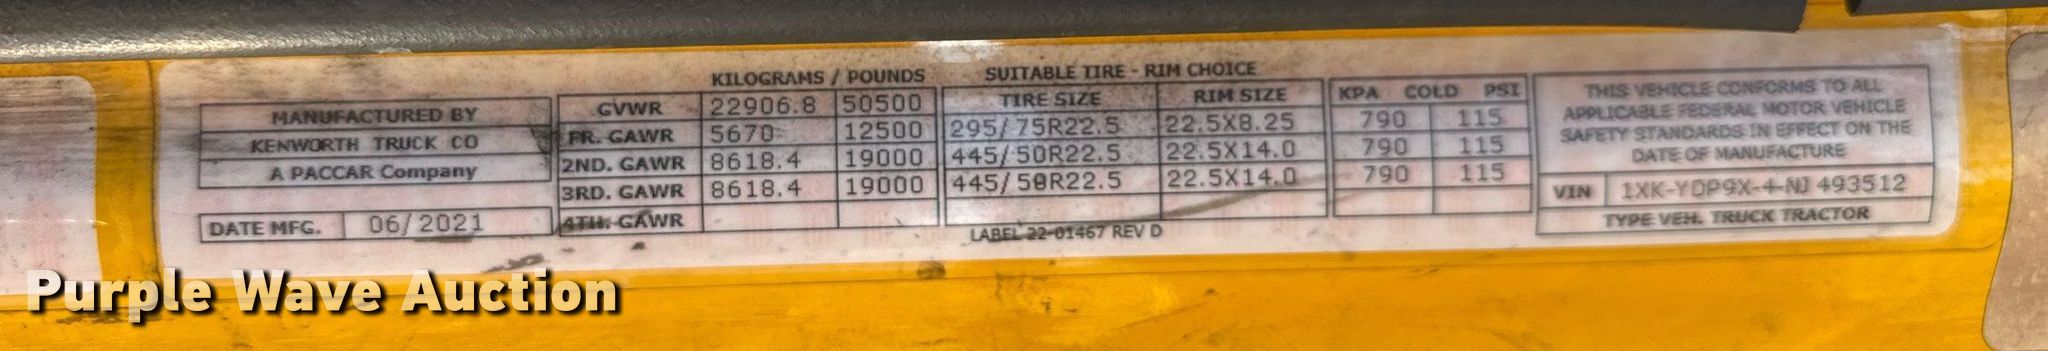 KILOGRAMS / POUNDS SUITABLE TIRE - RIM CHOICE
MANUFACTURED BY
KENWORTH TRUCK CO
A PACCAR Company
DATE MFG. 06/2021
GVWR 22906.8 50500 TIRE SIZE RIM SIZE KPA COLD PSI
FR. GAWR 5670 12500 295/75R22.5 22.5X8.25 790 115
2ND. GAWR 8618.4 19000 445/50R22.5 22.5X14.0 790 115
3RD. GAWR 8618.4 19000 445/50R22.5 22.5X14.0 790 115
4TH. GAWR
LABEL 22-01467 REV D
THIS VEHICLE CONFORMS TO ALL
APPLICABLE FEDERAL MOTOR VEHICLE
SAFETY STANDARDS IN EFFECT ON THE
DATE OF MANUFACTURE
VIN 1XK-YDP9X-4-NJ 493512
TYPE VEH. TRUCK TRACTOR
Purple Wave Auction